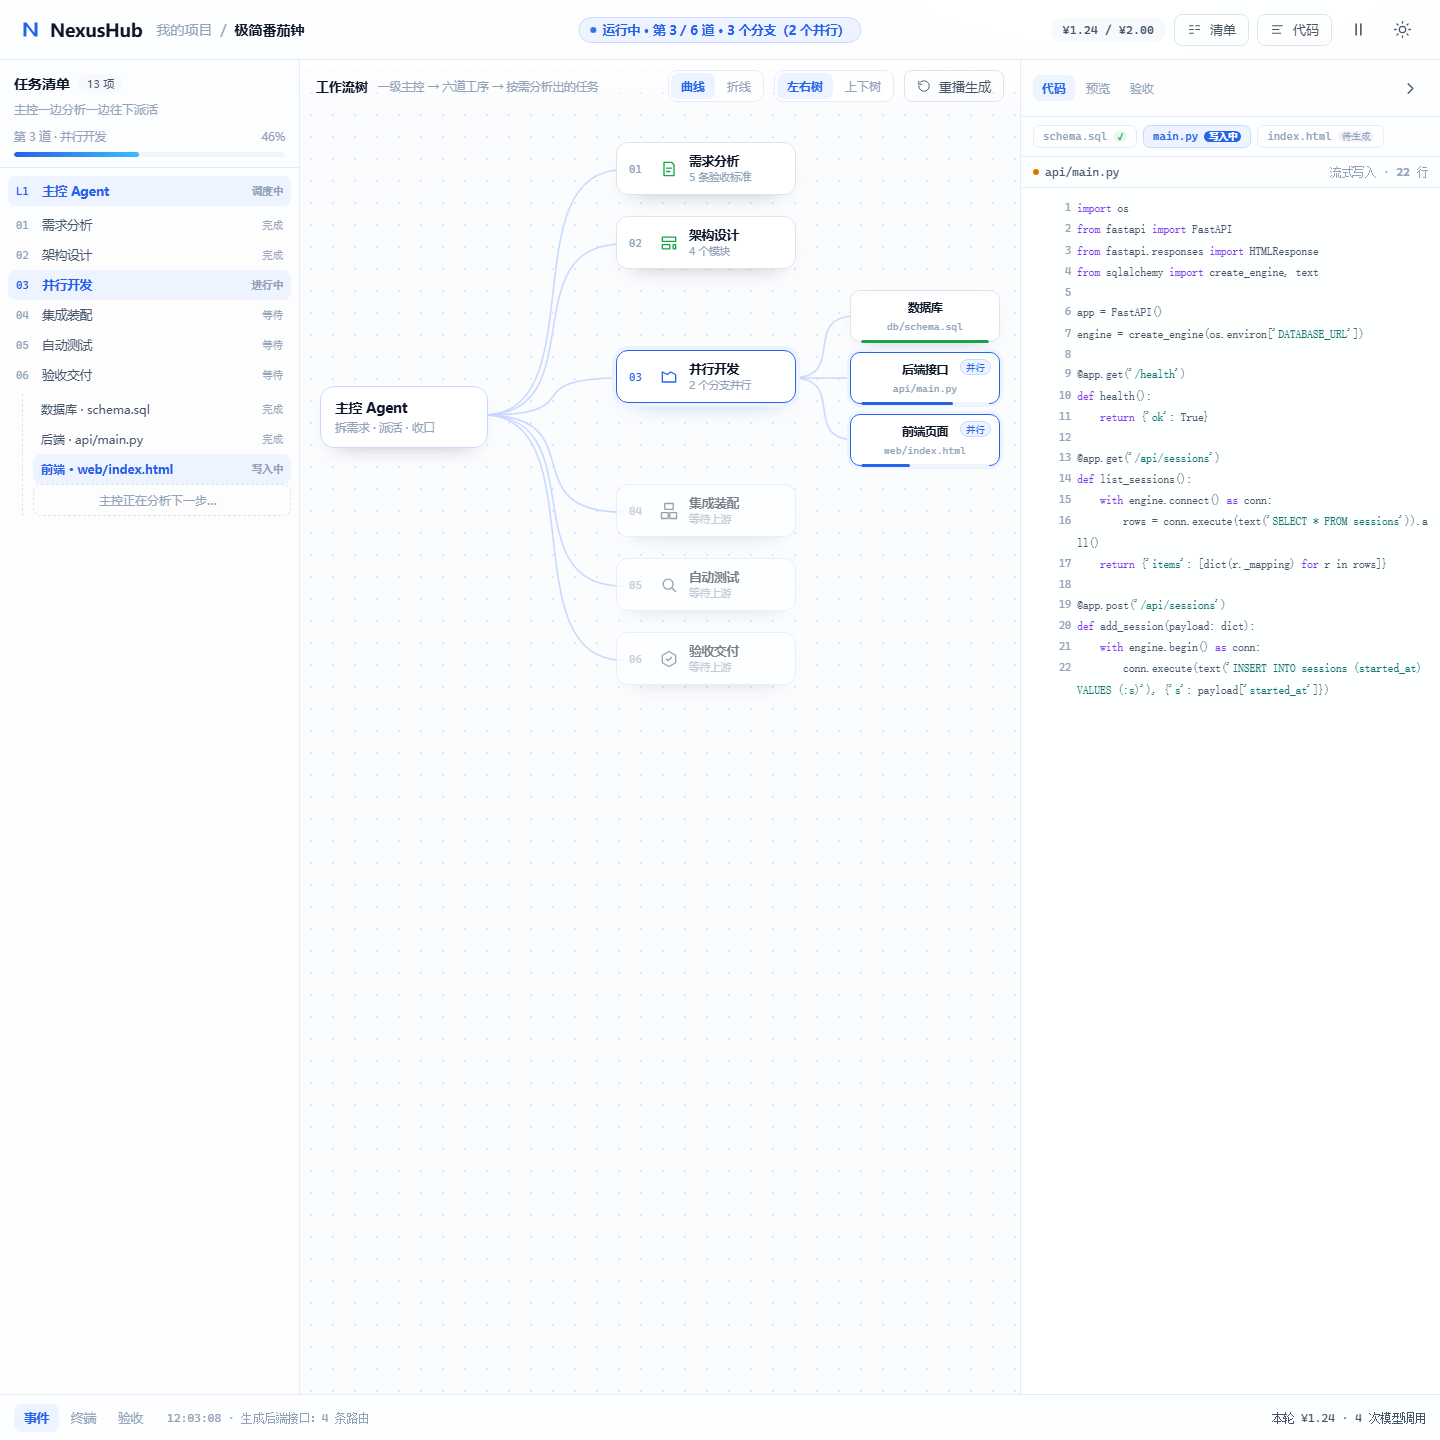 NexusHub 我的项目 / 极简番茄钟
运行中 • 第 3 / 6 道 • 3 个分支 (2 个并行)
¥1.24 / ¥2.00 清单 代码
任务清单 13 项
主控一边分析一边往下派活
第 3 道 · 并行开发 46%
L1 主控 Agent 调度中
01 需求分析 完成
02 架构设计 完成
03 并行开发 进行中
04 集成装配 等待
05 自动测试 等待
06 验收交付 等待
数据库 · schema.sql 完成
后端 · api/main.py 完成
前端 • web/index.html 写入中
主控正在分析下一步...
工作流树 一级主控 → 六道工序 → 按需分析出的任务
曲线 折线 左右树 上下树 重播生成
主控 Agent
拆需求 · 派活 · 收口
01 需求分析
5 条验收标准
02 架构设计
4 个模块
03 并行开发
2 个分支并行
04 集成装配
等待上游
05 自动测试
等待上游
06 验收交付
等待上游
数据库
db/schema.sql
后端接口 并行
api/main.py
前端页面 并行
web/index.html
代码 预览 验收
schema.sql ✓ main.py 写入中 index.html 待生成
api/main.py 流式写入 · 22 行
1 import os
2 from fastapi import FastAPI
3 from fastapi.responses import HTMLResponse
4 from sqlalchemy import create_engine, text
5
6 app = FastAPI()
7 engine = create_engine(os.environ["DATABASE_URL"])
8
9 @app.get("/health")
10 def health():
11 return {"ok": True}
12
13 @app.get("/api/sessions")
14 def list_sessions():
15 with engine.connect() as conn:
16 rows = conn.execute(text("SELECT * FROM sessions")).a
ll()
17 return {"items": [dict(r._mapping) for r in rows]}
18
19 @app.post("/api/sessions")
20 def add_session(payload: dict):
21 with engine.begin() as conn:
22 conn.execute(text("INSERT INTO sessions (started_at)
VALUES (:s)"), {"s": payload["started_at"]})
事件 终端 验收 12:03:08 · 生成后端接口: 4 条路由
本轮 ¥1.24 · 4 次模型调用